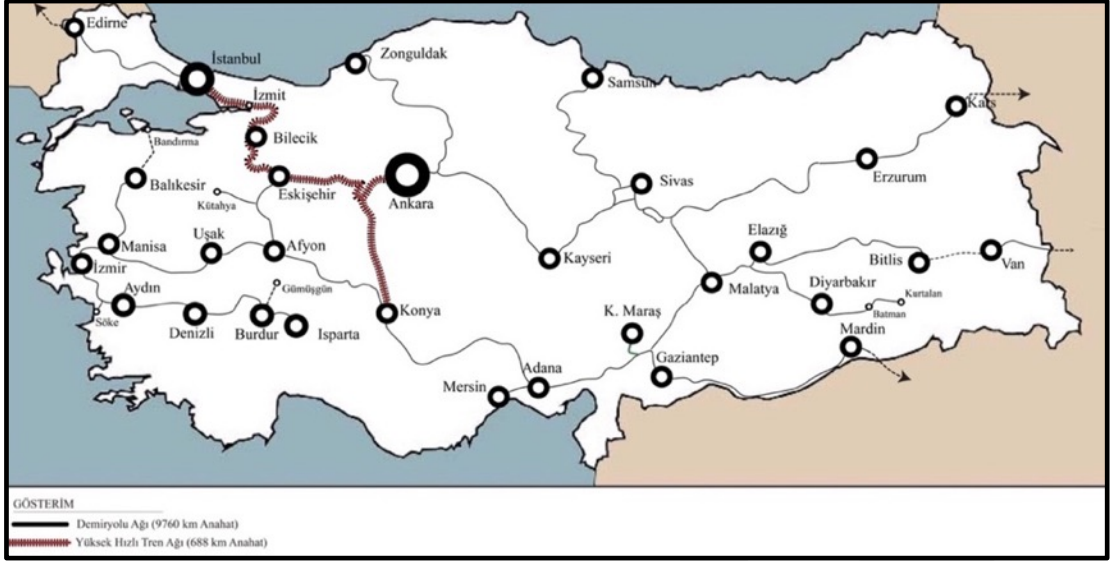 Edirne
İstanbul
Zonguldak
Samsun
Kars
İzmit
Bilecik
Bandırma
Balıkesir
Kütahya
Eskişehir
Ankara
Sivas
Erzurum
Manisa
Uşak
Afyon
Kayseri
Elazığ
Bitlis
Van
İzmir
Aydın
Gümüşgün
Konya
Malatya
Diyarbakır
Kurtalan
Batman
Söke
Denizli
Burdur
Isparta
K. Maraş
Mardin
Gaziantep
Adana
Mersin
GÖSTERİM
Demiryolu Ağı (9760 km Anahat)
Yüksek Hızlı Tren Ağı (688 km Anahat)